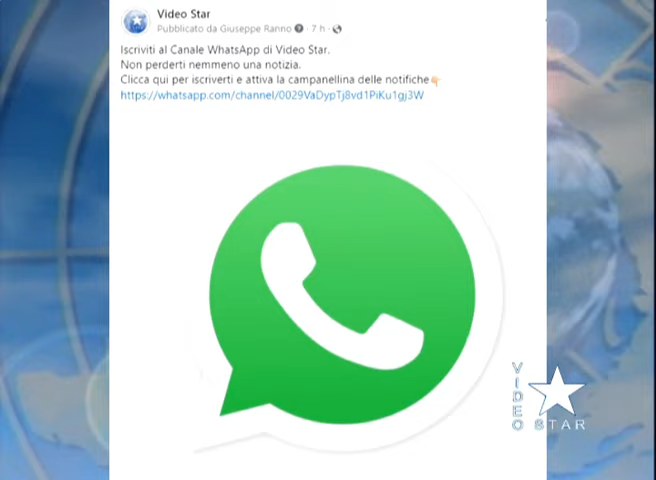 Video Star
Pubblicato da Giuseppe Ranno · 7 h ·
Iscriviti al Canale WhatsApp di Video Star.
Non perderti nemmeno una notizia.
Clicca qui per iscriverti e attiva la campanellina delle notifiche👇
https://whatsapp.com/channel/0029VaDypTj8vd1PiKu1gj3W
VIDEO STAR